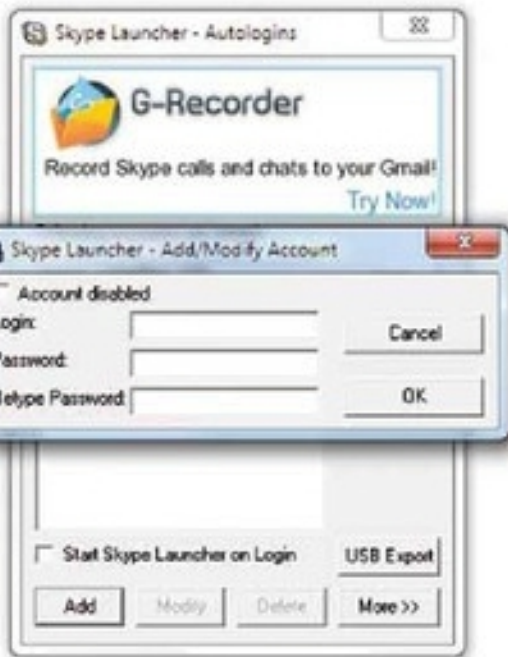 Skype Launcher - Autologins
G-Recorder
Record Skype calls and chats to your Gmail!
Try Now!
Skype Launcher - Add/Modify Account
Account disabled
Login:
Cancel
Password:
Retype Password:
OK
Start Skype Launcher on Login
USB Export
Add
Modify
Delete
More >>